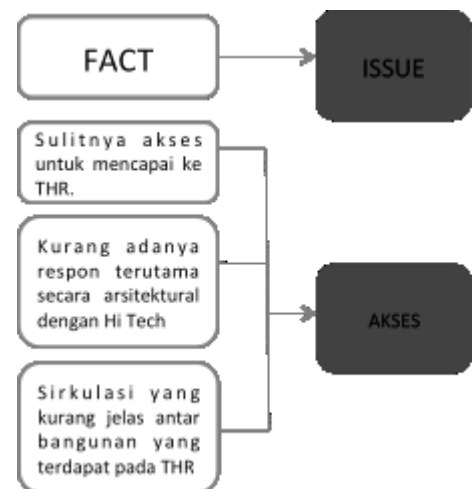 FACT
ISSUE
Sulitnya akses
untuk mencapai ke
THR.
Kurang adanya
respon terutama
secara arsitektural
dengan Hi Tech
AKSES
Sirkulasi yang
kurang jelas antar
bangunan yang
terdapat pada THR